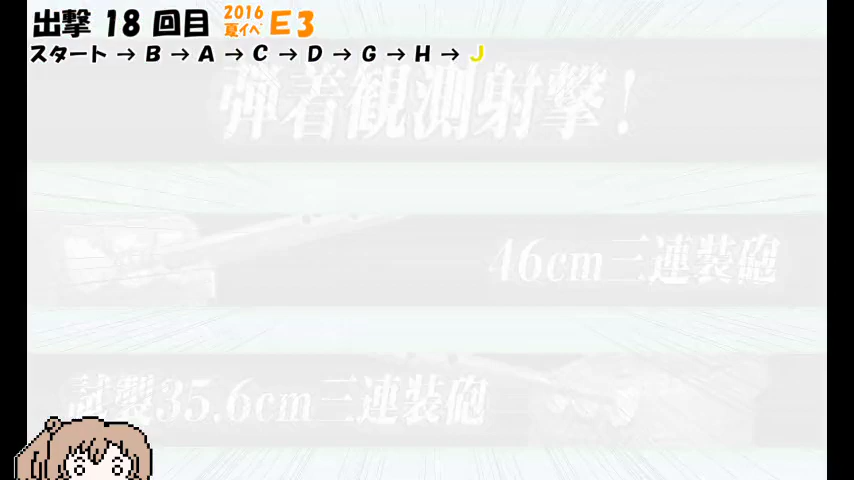 出撃 18 回目 2016 夏イベ E3
スタート → B → A → C → D → G → H → J
弾着観測射撃!
46cm三連装砲
試製35.6cm三連装砲